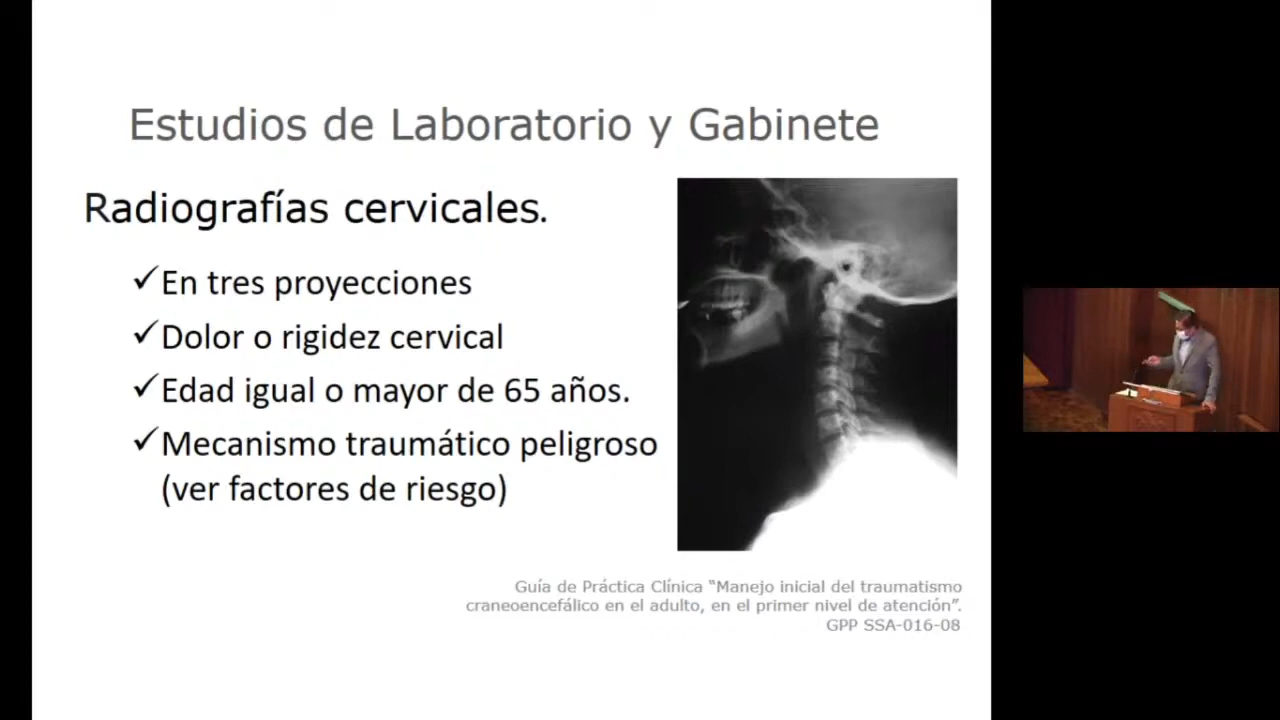 Estudios de Laboratorio y Gabinete
Radiografías cervicales.
✓En tres proyecciones
✓Dolor o rigidez cervical
✓Edad igual o mayor de 65 años.
✓Mecanismo traumático peligroso
(ver factores de riesgo)
Guía de Práctica Clínica “Manejo inicial del traumatismo
craneoencefálico en el adulto, en el primer nivel de atención”.
GPP SSA-016-08